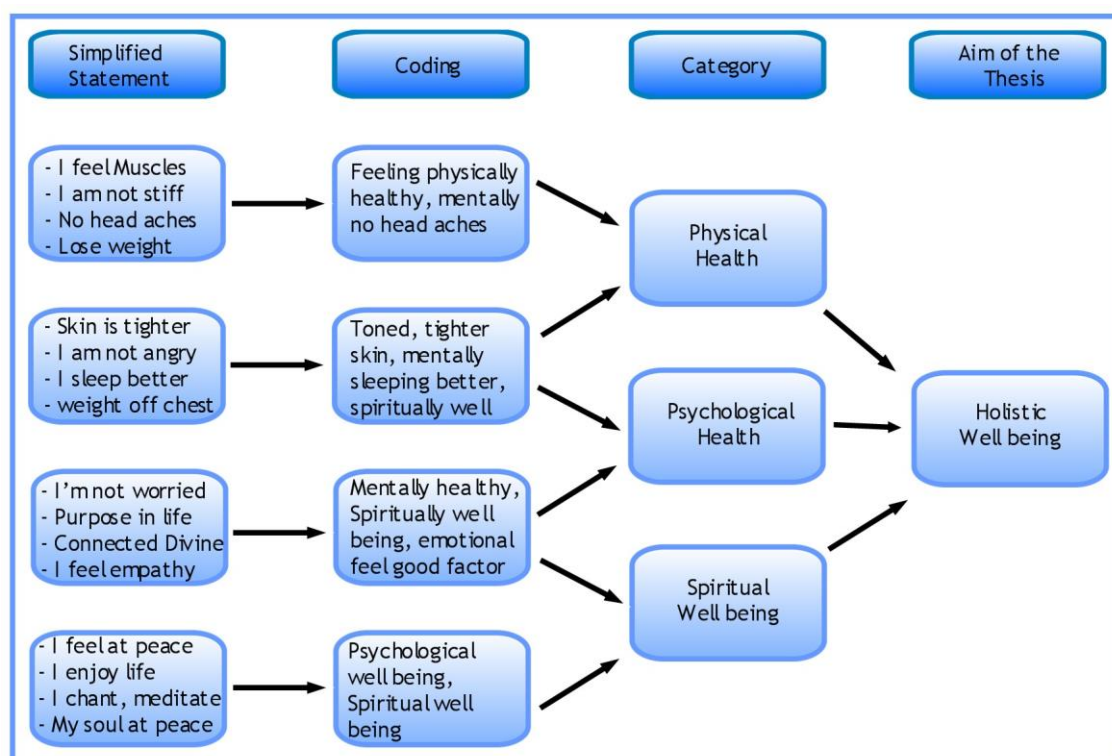 Simplified
Statement
Coding
Category
Aim of the
Thesis
- I feel Muscles
- I am not stiff
- No head aches
- Lose weight
Feeling physically
healthy, mentally
no head aches
Physical
Health
- Skin is tighter
- I am not angry
- I sleep better
- weight off chest
Toned, tighter
skin, mentally
sleeping better,
spiritually well
Psychological
Health
Holistic
Well being
- I'm not worried
- Purpose in life
- Connected Divine
- I feel empathy
Mentally healthy,
Spiritually well
being, emotional
feel good factor
Spiritual
Well being
- I feel at peace
- I enjoy life
- I chant, meditate
- My soul at peace
Psychological
well being,
Spiritual well
being